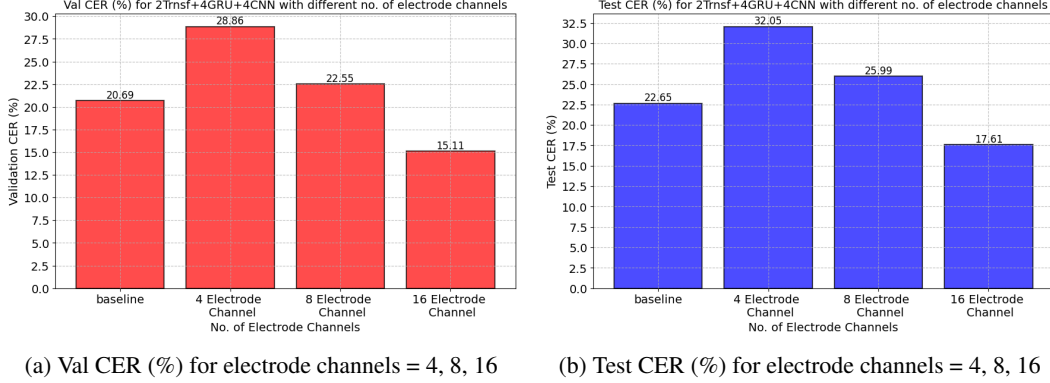 Val CER (%) for 2Trnsf+4GRU+4CNN with different no. of electrode channels
30.0
27.5
25.0
22.5
20.0
17.5
15.0
12.5
10.0
7.5
5.0
2.5
0.0
Validation CER (%)
20.69
28.86
22.55
15.11
baseline
4 Electrode
Channel
8 Electrode
Channel
16 Electrode
Channel
No. of Electrode Channels
(a) Val CER (%) for electrode channels = 4, 8, 16
Test CER (%) for 2Trnsf+4GRU+4CNN with different no. of electrode channels
32.5
30.0
27.5
25.0
22.5
20.0
17.5
15.0
12.5
10.0
7.5
5.0
2.5
0.0
Test CER (%)
22.65
32.05
25.99
17.61
baseline
4 Electrode
Channel
8 Electrode
Channel
16 Electrode
Channel
No. of Electrode Channels
(b) Test CER (%) for electrode channels = 4, 8, 16